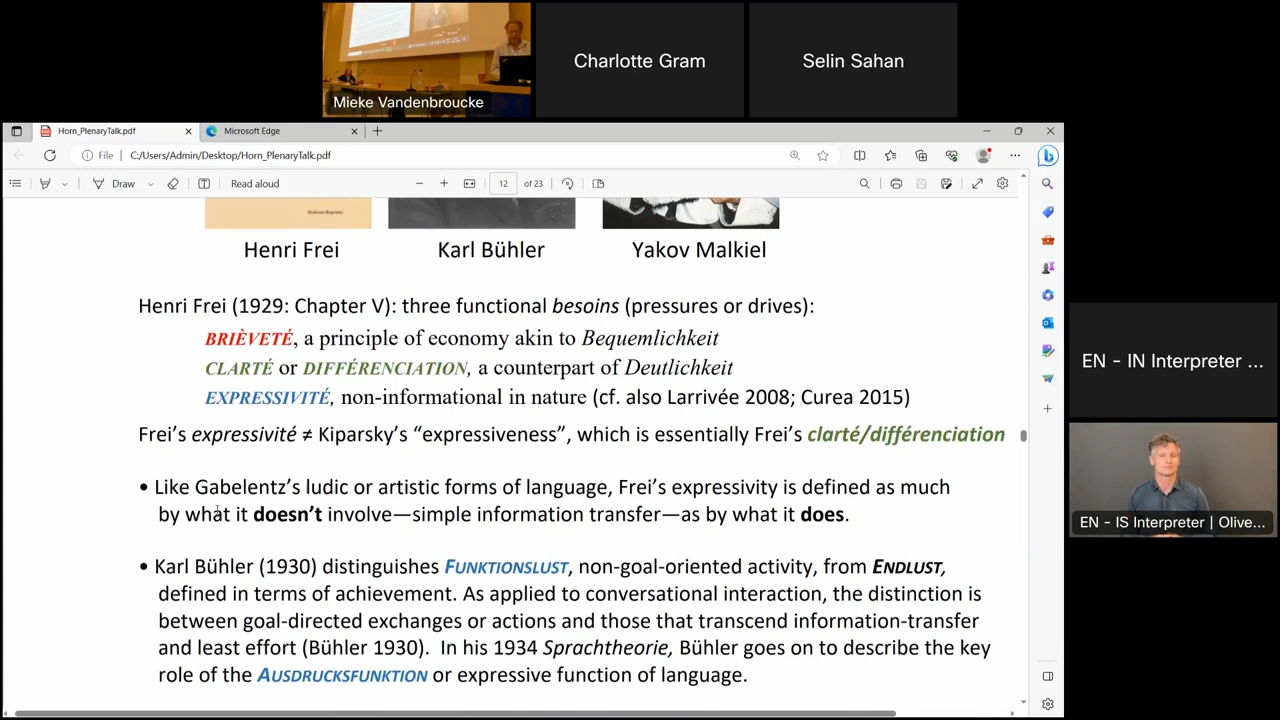 Mieke Vandenbroucke
Charlotte Gram
Selin Sahan
Horn_PlenaryTalk.pdf
Microsoft Edge
File
C:/Users/Admin/Desktop/Horn_PlenaryTalk.pdf
Draw
Read aloud
12
of 23
Henri Frei
Karl Bühler
Yakov Malkiel
Henri Frei (1929: Chapter V): three functional besoins (pressures or drives):
BRIÈVETÉ, a principle of economy akin to Bequemlichkeit
CLARTÉ or DIFFÉRENCIATION, a counterpart of Deutlichkeit
EXPRESSIVITÉ, non-informational in nature (cf. also Larrivée 2008; Curea 2015)
Frei's expressivité ≠ Kiparsky's “expressiveness”, which is essentially Frei's clarté/différenciation
• Like Gabelentz's ludic or artistic forms of language, Frei's expressivity is defined as much
by what it doesn't involve—simple information transfer—as by what it does.
• Karl Bühler (1930) distinguishes FUNKTIONSLUST, non-goal-oriented activity, from ENDLUST,
defined in terms of achievement. As applied to conversational interaction, the distinction is
between goal-directed exchanges or actions and those that transcend information-transfer
and least effort (Bühler 1930). In his 1934 Sprachtheorie, Bühler goes on to describe the key
role of the AUSDRUCKSFUNKTION or expressive function of language.
EN - IN Interpreter ...
EN - IS Interpreter | Olive...